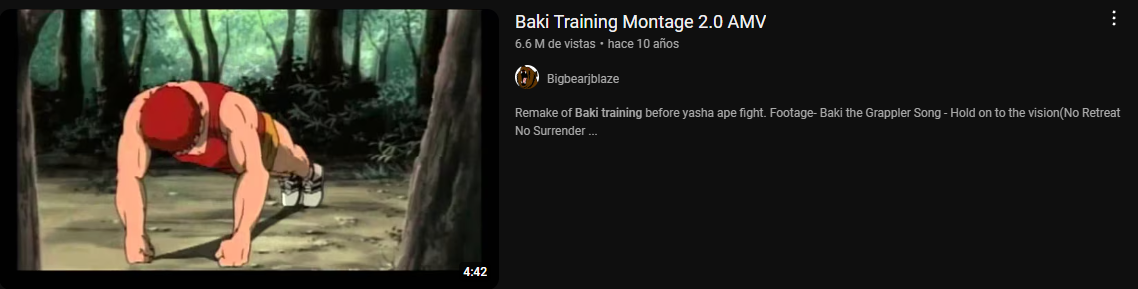 Baki Training Montage 2.0 AMV
6.6 M de vistas • hace 10 años
Bigbearjblaze
Remake of Baki training before yasha ape fight. Footage- Baki the Grappler Song - Hold on to the vision(No Retreat
No Surrender ...
4:42